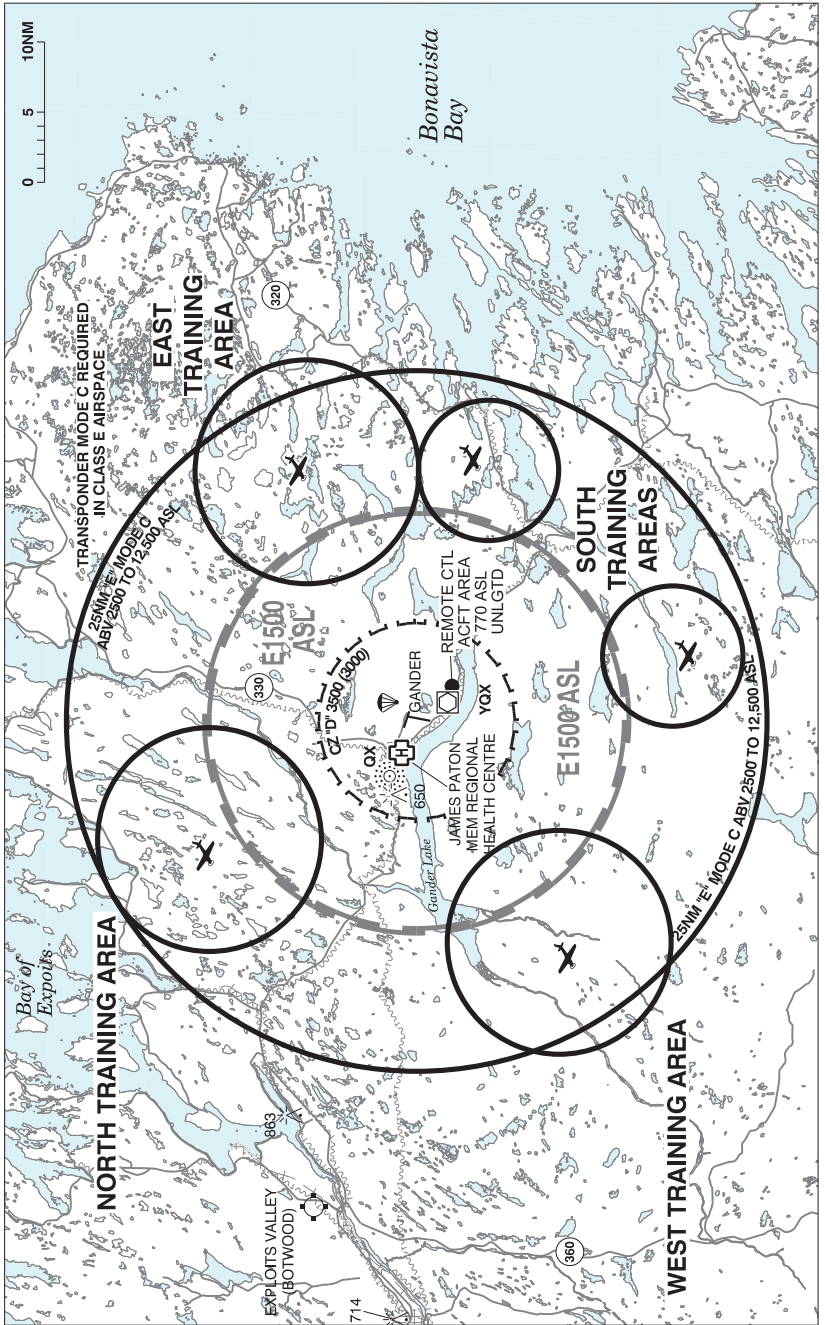 Bay of
Expoits
NORTH TRAINING AREA
25NM "E" MODE C
ABV 2500 TO 12,500 ASL
TRANSPONDER MODE C REQUIRED
IN CLASS E AIRSPACE
EAST
TRAINING
AREA
0 5 10NM
863
330
E1500
ASL
320
EXPLOITS VALLEY
(BOTWOOD)
CZ "D" 3500 (3000)
714
QX
650
GANDER
Gander Lake
JAMES PATON
MEM REGIONAL
HEALTH CENTRE
REMOTE CTL
ACFT AREA
770 ASL
UNLGTD
YQX
Bonavista
Bay
360
E1500 ASL
SOUTH
TRAINING
AREAS
WEST TRAINING AREA
25NM "E" MODE C ABV 2500 TO 12,500 ASL